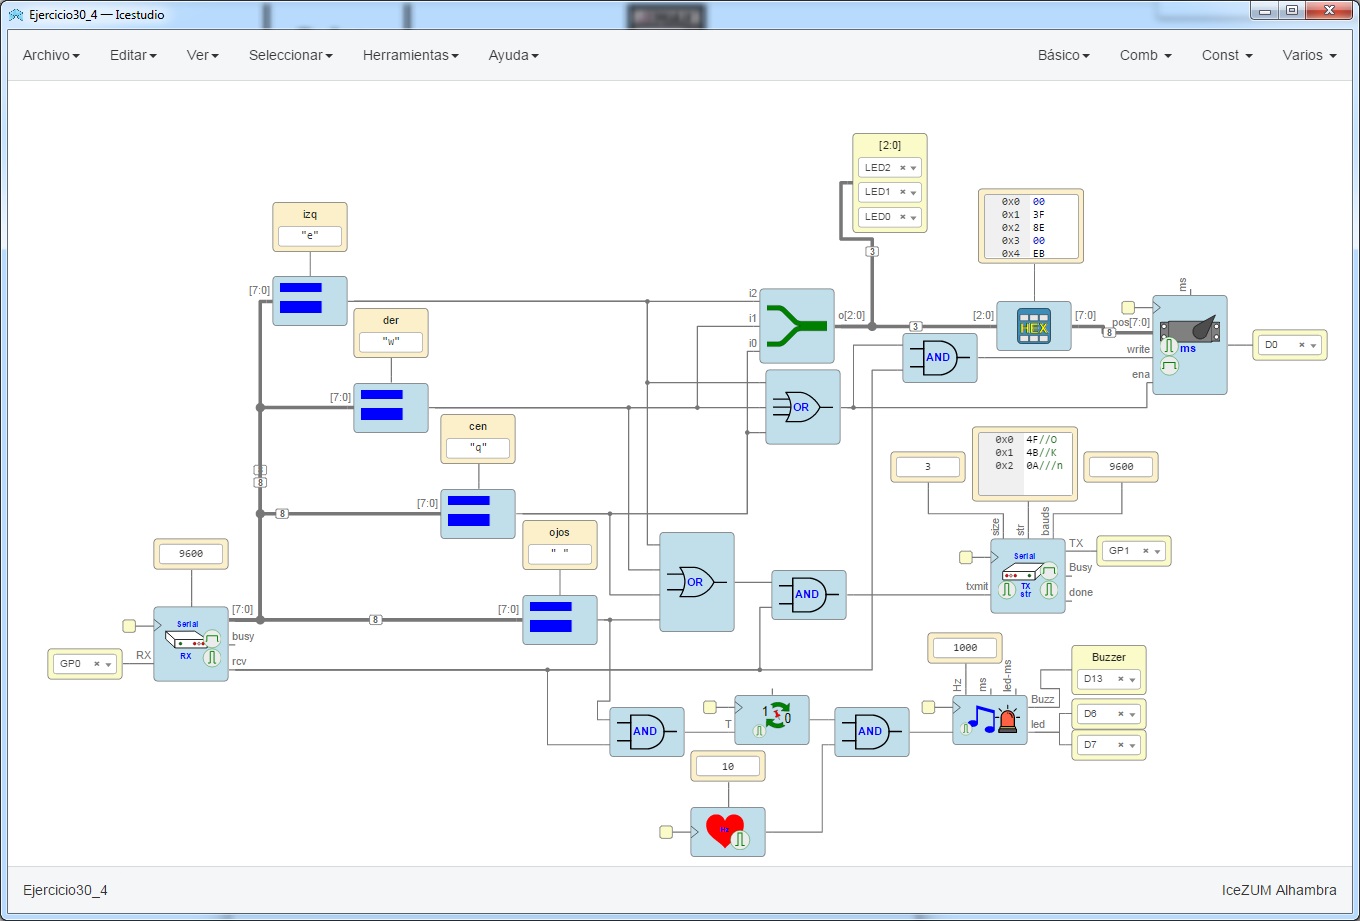 Ejercicio30_4 — Icestudio
Archivo Editar Ver Seleccionar Herramientas Ayuda Básico Comb Const Varios
[2:0]
LED2
LED1
LED0
3
izq
"e"
[7:0]
der
"w"
[7:0]
cen
"q"
[7:0]
8
8
ojos
" "
[7:0]
8
i2
i1
i0
o[2:0]
3
[2:0]
0x0 00
0x1 3F
0x2 8E
0x3 00
0x4 EB
HEX
[7:0]
8
ms
pos[7:0]
write
ena
ms
D0
AND
OR
3
0x0 4F//O
0x1 4B//K
0x2 0A///n
9600
size
str
bauds
Serial
TX
str
txmit
TX
Busy
done
GP1
9600
Serial
RX
[7:0]
busy
rcv
RX
GP0
OR
AND
1000
Hz
ms
led-ms
Buzz
led
Buzzer
D13
D6
D7
AND
T
1
0
AND
10
Hz
Ejercicio30_4
IceZUM Alhambra